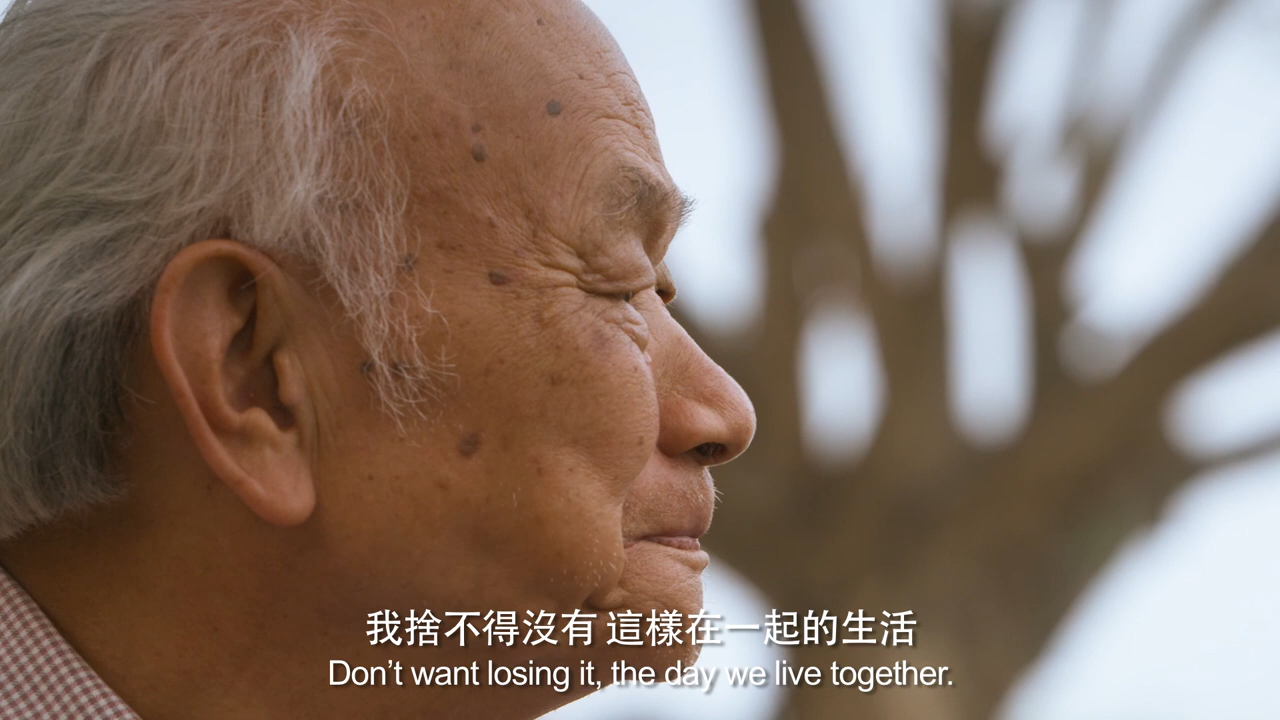 我捨不得沒有 這樣在一起的生活
Don't want losing it, the day we live together.